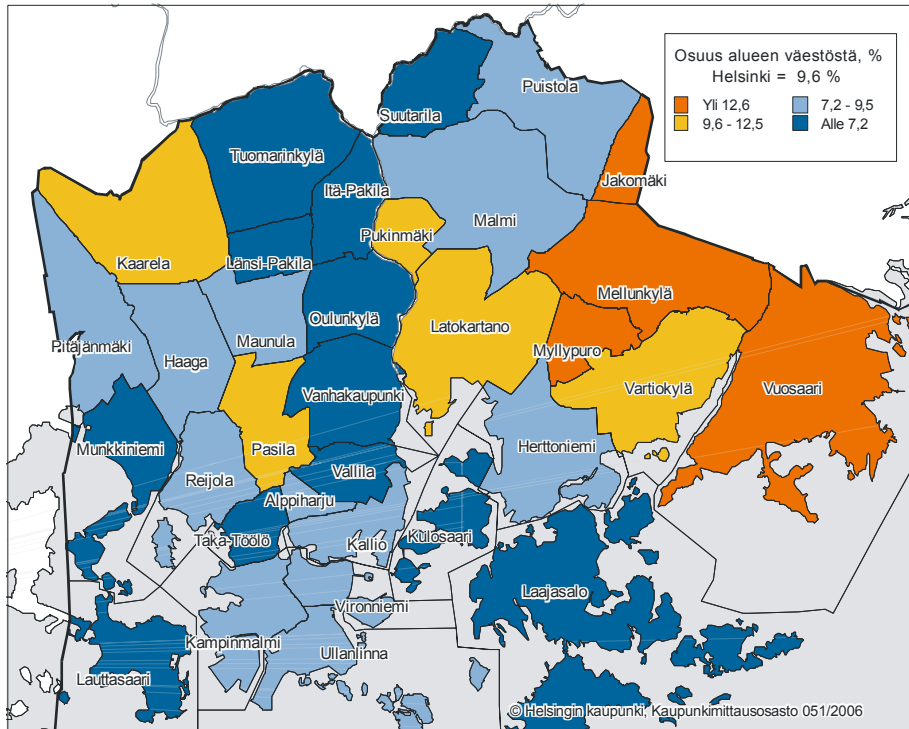 Osuus alueen väestöstä, %
Helsinki = 9,6 %
Yli 12,6
7,2 - 9,5
9,6 - 12,5
Alle 7,2
Puistola
Suutarila
Tuomarinkylä
Itä-Pakila
Jakomäki
Malmi
Pukinmäki
Kaarela
Länsi-Pakila
Mellunkylä
Latokartano
Oulunkylä
Maunula
Pitäjänmäki
Haaga
Myllypuro
Vartiokylä
Vuosaari
Vanhakaupunki
Munkkiniemi
Pasila
Herttoniemi
Vallila
Reijola
Alppiharju
Taka-Töölö
Kallio
Kulosaari
Laajasalo
Vironniemi
Kampinmalmi
Ullanlinna
Lauttasaari
© Helsingin kaupunki, Kaupunkimittausosasto 051/2006